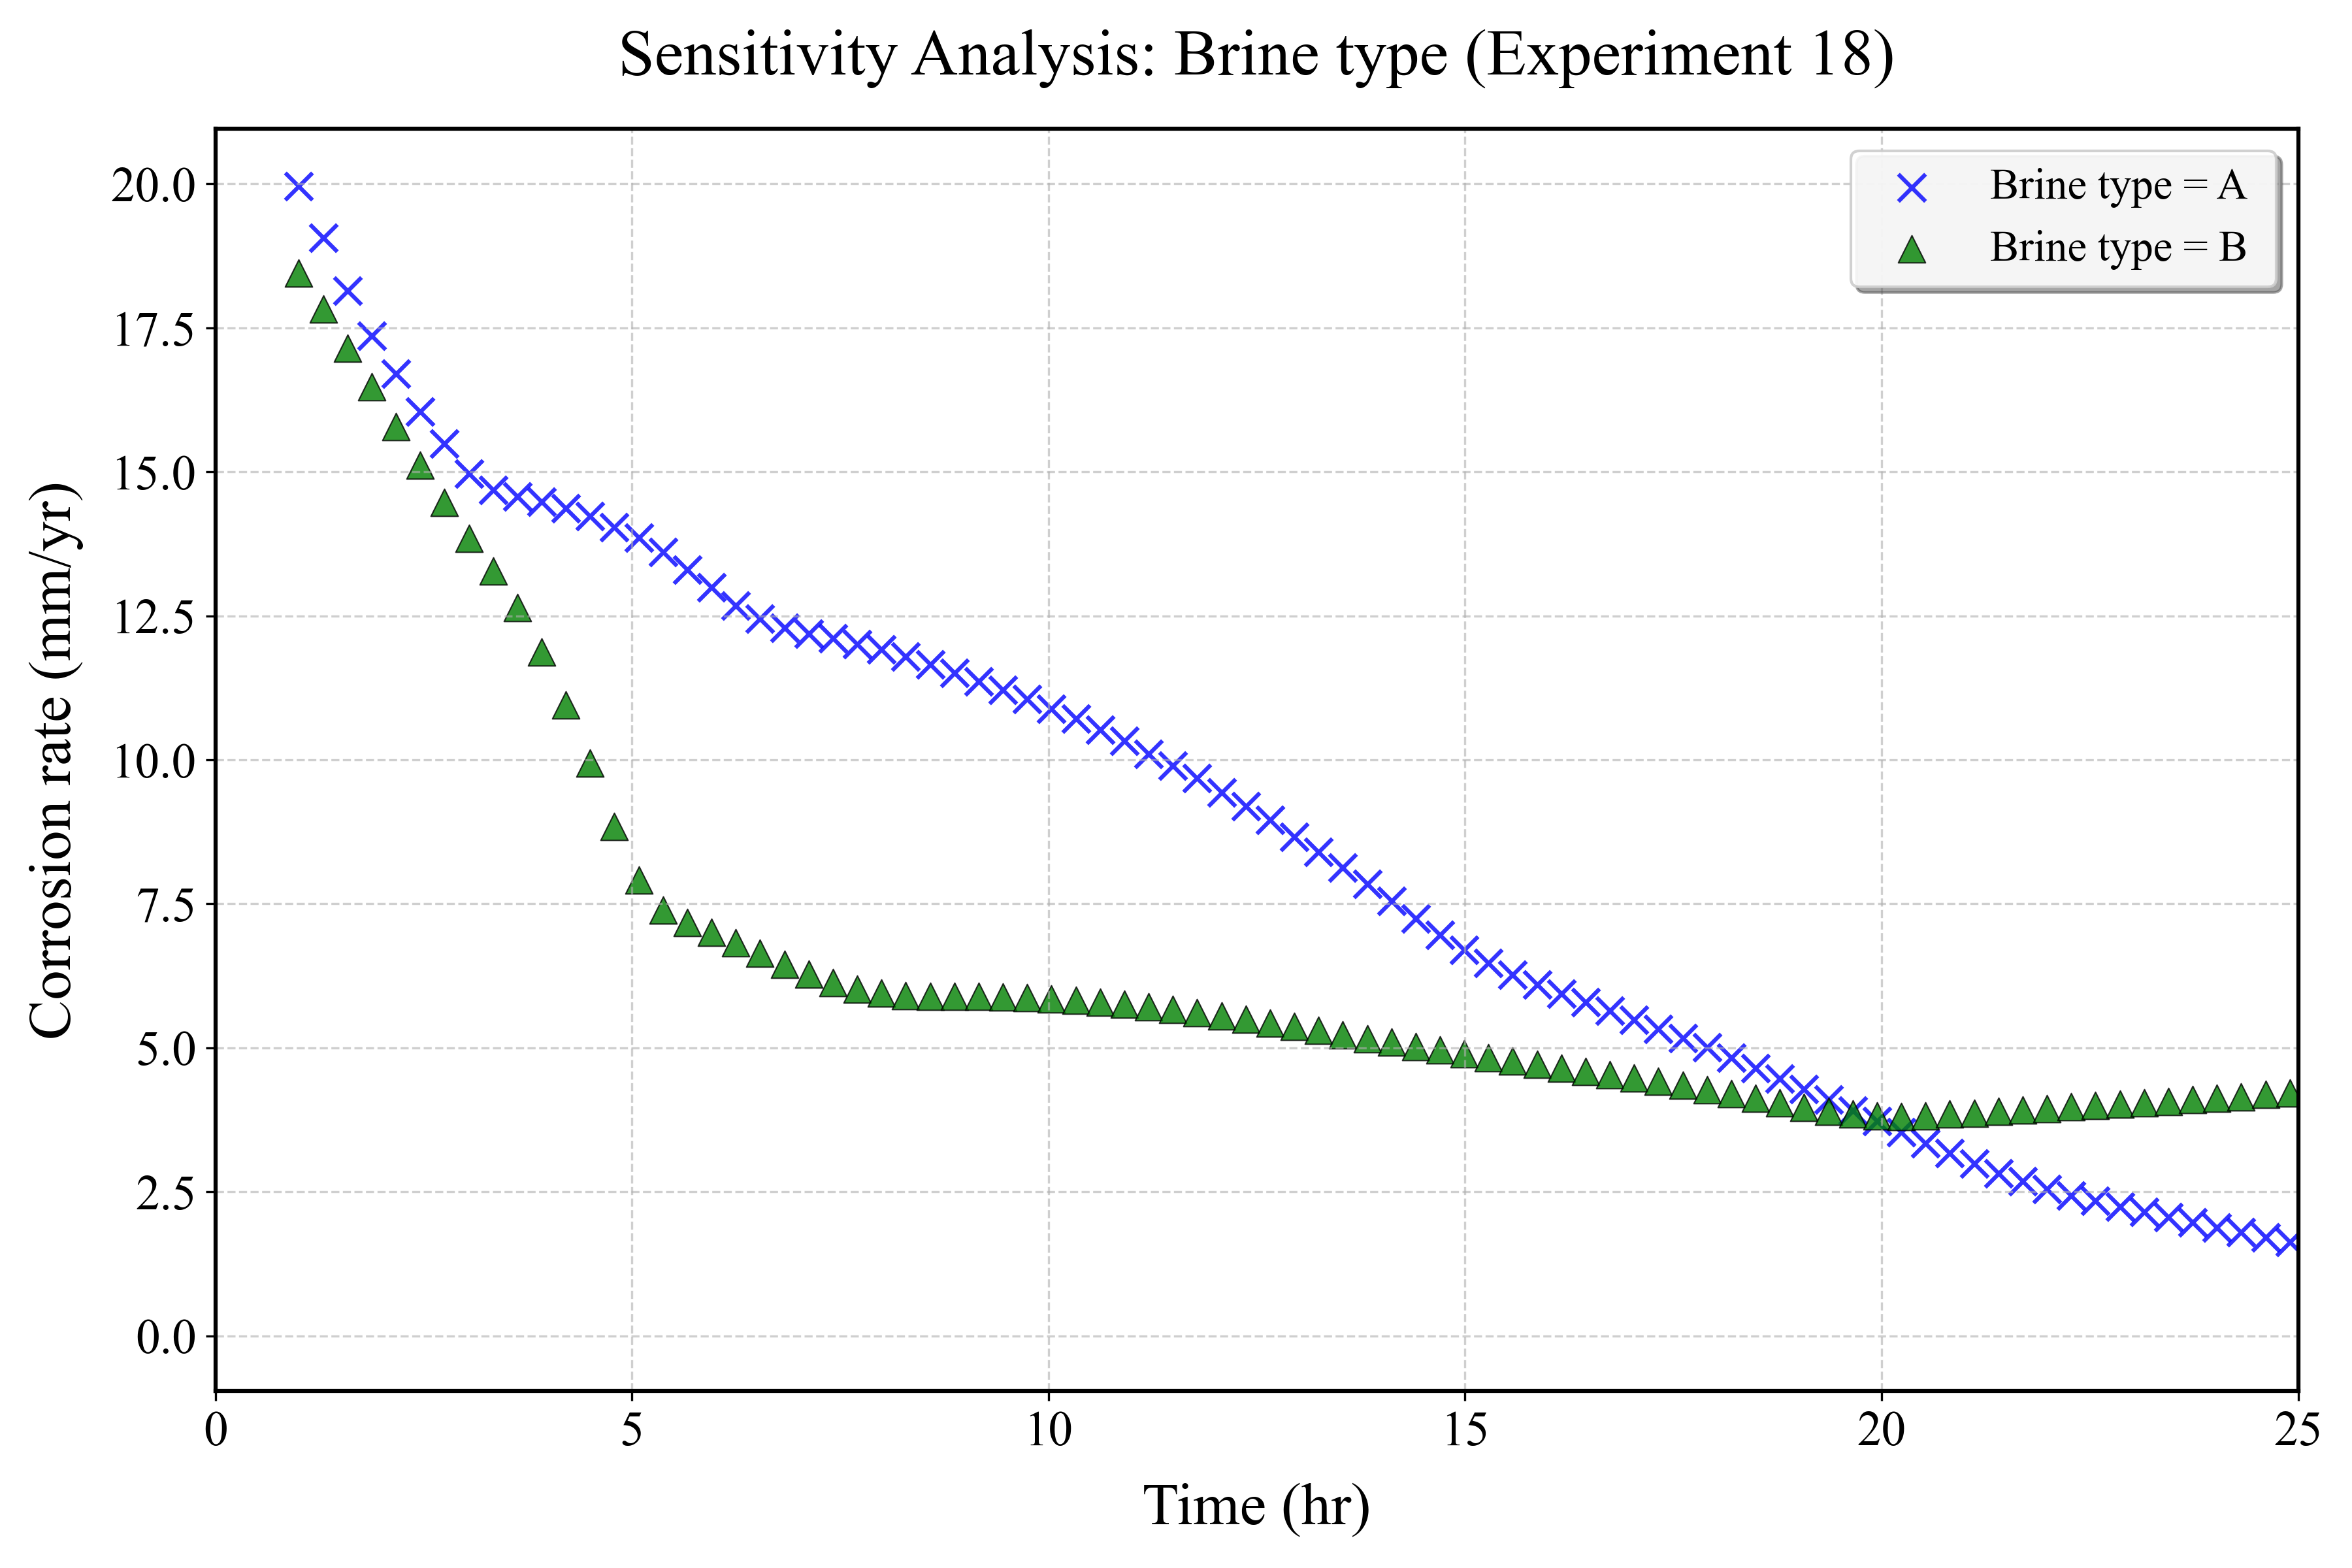 Sensitivity Analysis: Brine type (Experiment 18)
Brine type = A
Brine type = B
Corrosion rate (mm/yr)
20.0
17.5
15.0
12.5
10.0
7.5
5.0
2.5
0.0
0 5 10 15 20 25
Time (hr)